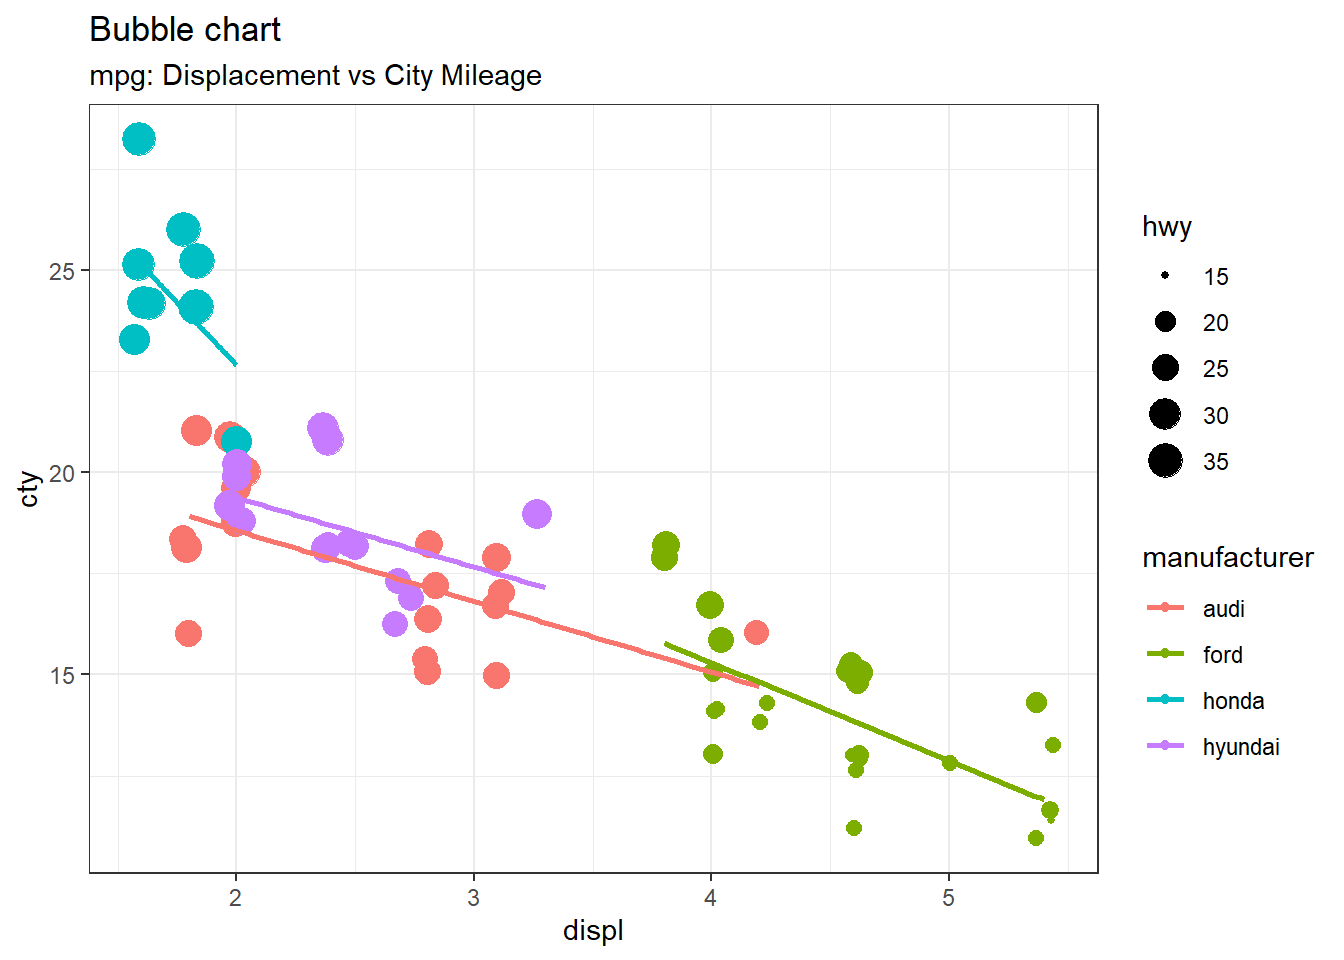 Bubble chart
mpg: Displacement vs City Mileage
25
20
15
cty
2 3 4 5
displ
hwy
15
20
25
30
35
manufacturer
audi
ford
honda
hyundai